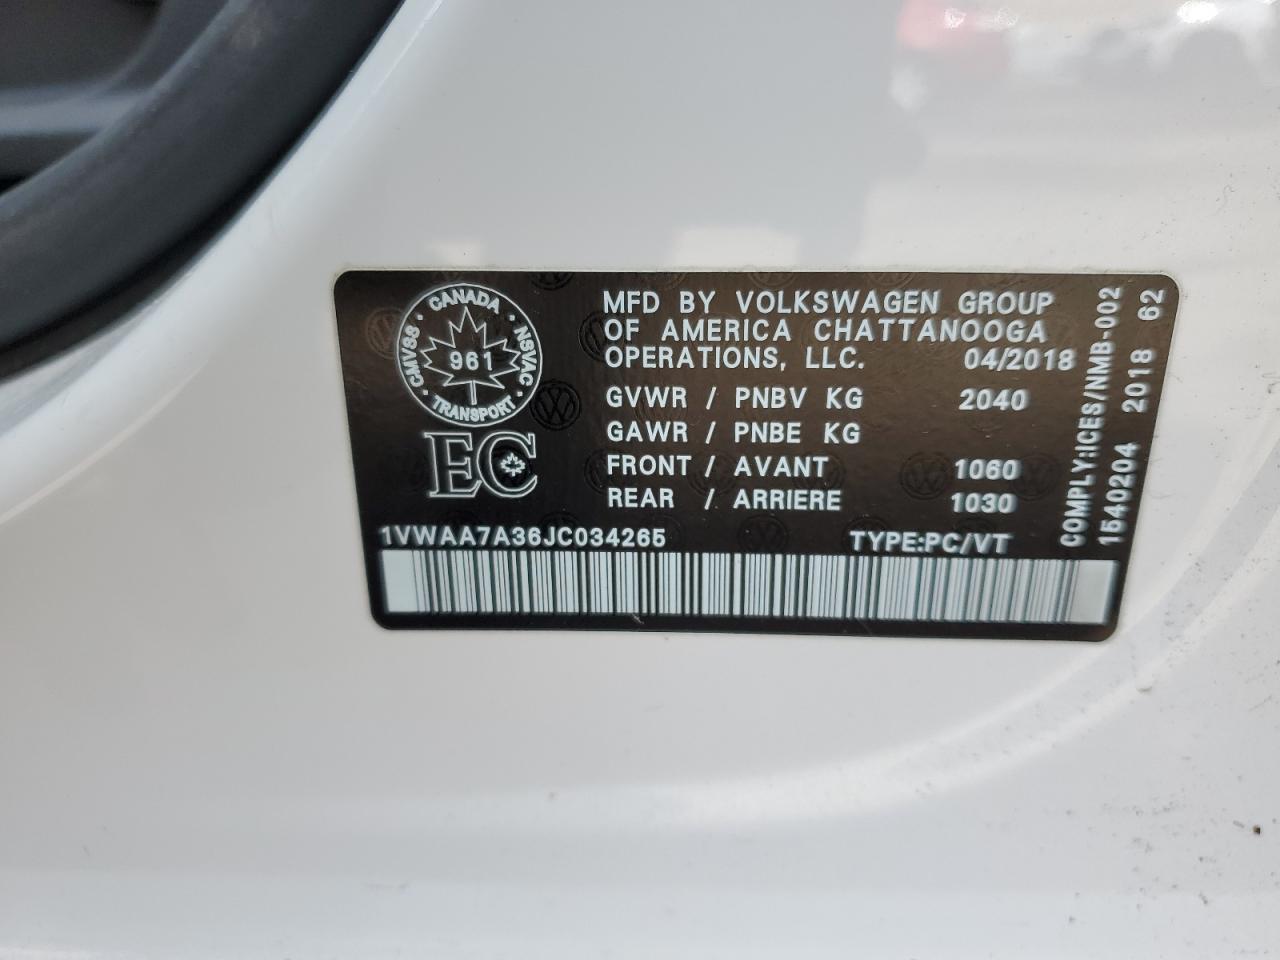 CANADA
CMVSS 961 NSVAC
TRANSPORT
EC
MFD BY VOLKSWAGEN GROUP
OF AMERICA CHATTANOOGA
OPERATIONS, LLC. 04/2018
GVWR / PNBV KG 2040
GAWR / PNBE KG
FRONT / AVANT 1060
REAR / ARRIERE 1030
1VWAA7A36JC034265 TYPE:PC/VT
COMPLY:ICES/NMB-002
1540204 2018 62